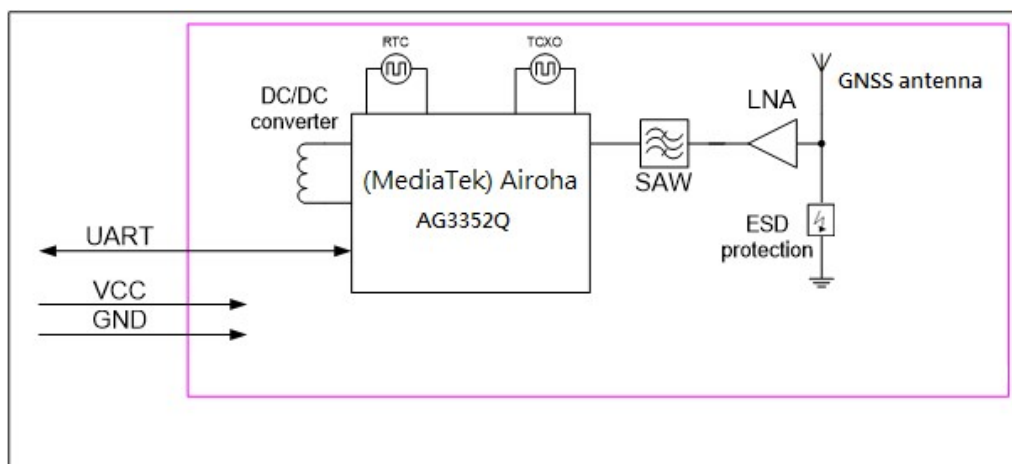 RTC
TCXO
GNSS antenna
LNA
DC/DC
converter
(MediaTek) Airoha
AG3352Q
SAW
ESD
protection
UART
VCC
GND